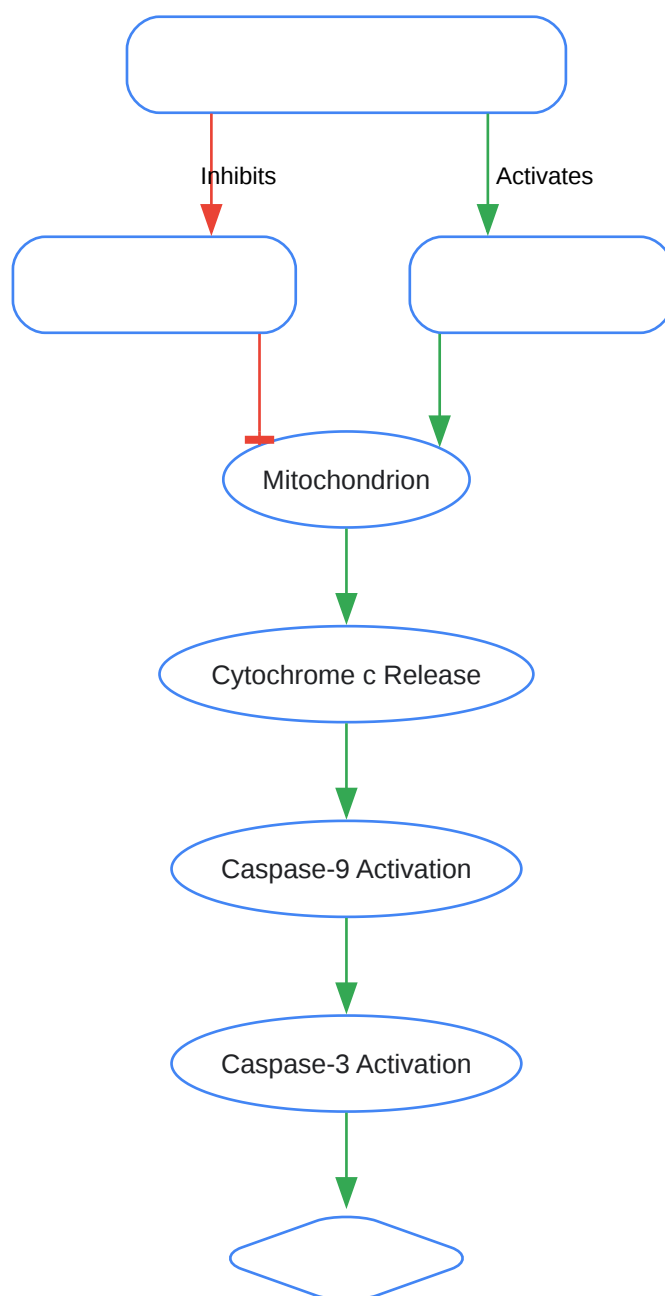 Inhibits
Activates
Mitochondrion
Cytochrome c Release
Caspase-9 Activation
Caspase-3 Activation